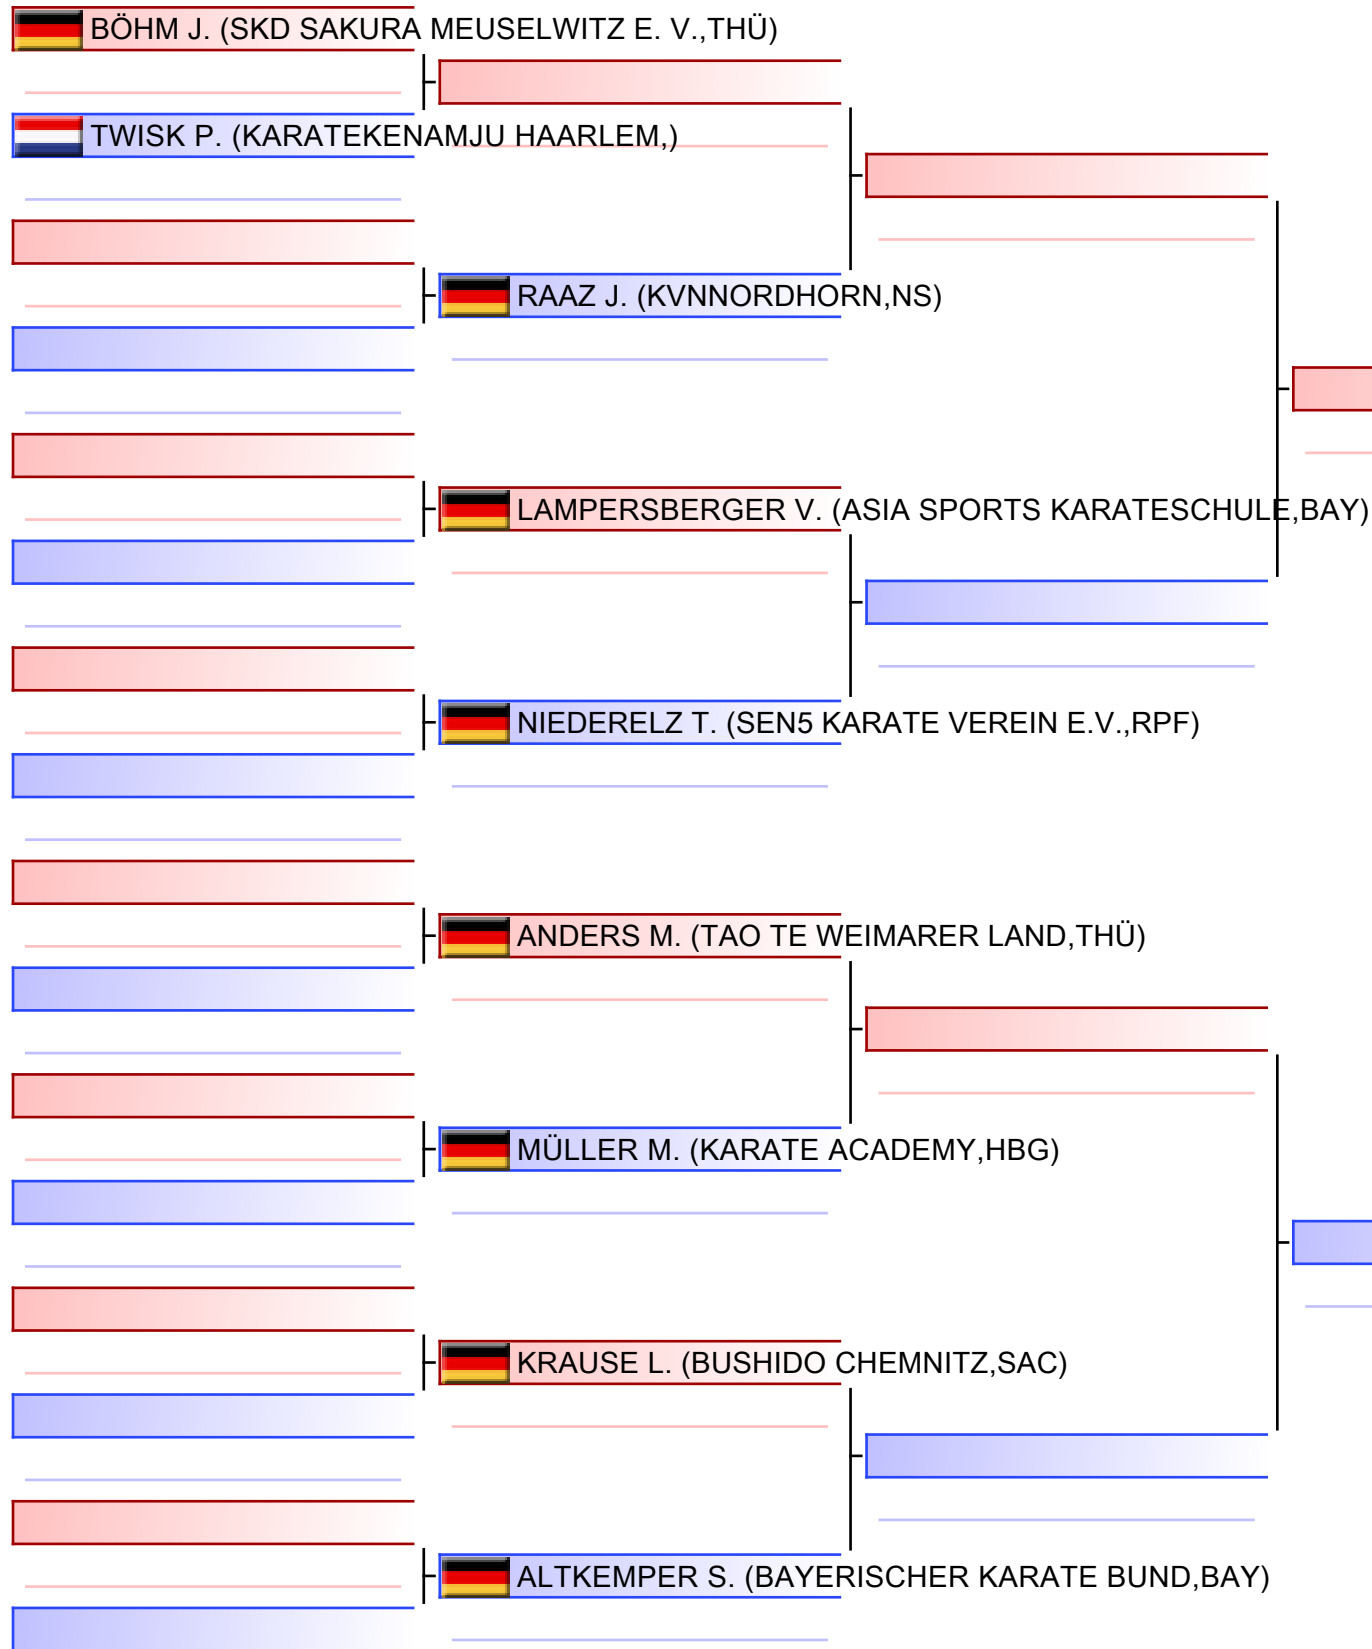 BÖHM J. (SKD SAKURA MEUSELWITZ E. V.,THÜ)
TWISK P. (KARATEKENAMJU HAARLEM,)
RAAZ J. (KVNNORDHORN,NS)
LAMPERSBERGER V. (ASIA SPORTS KARATESCHULE,BAY)
NIEDERELZ T. (SEN5 KARATE VEREIN E.V.,RPF)
ANDERS M. (TAO TE WEIMARER LAND,THÜ)
MÜLLER M. (KARATE ACADEMY,HBG)
KRAUSE L. (BUSHIDO CHEMNITZ,SAC)
ALTKEMPER S. (BAYERISCHER KARATE BUND,BAY)